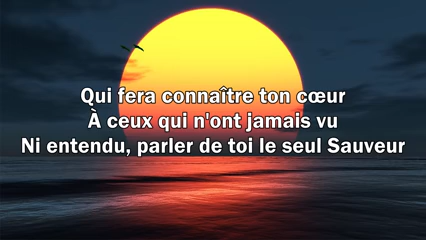 Qui fera connaître ton cœur
À ceux qui n'ont jamais vu
Ni entendu, parler de toi le seul Sauveur